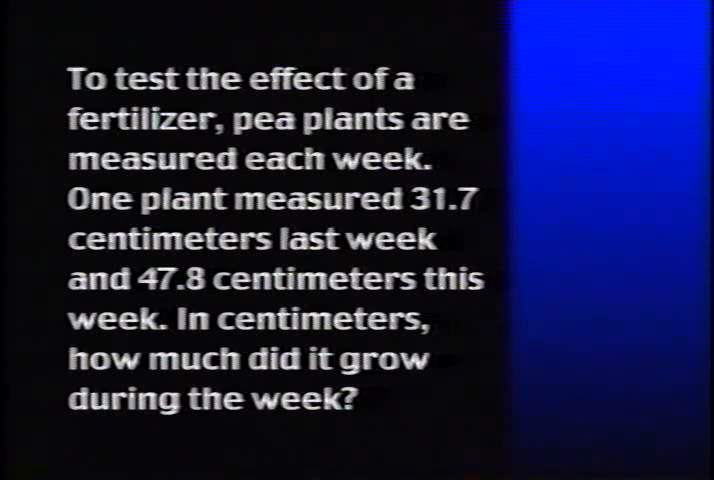 To test the effect of a
fertilizer, pea plants are
measured each week.
One plant measured 31.7
centimeters last week
and 47.8 centimeters this
week. In centimeters,
how much did it grow
during the week?